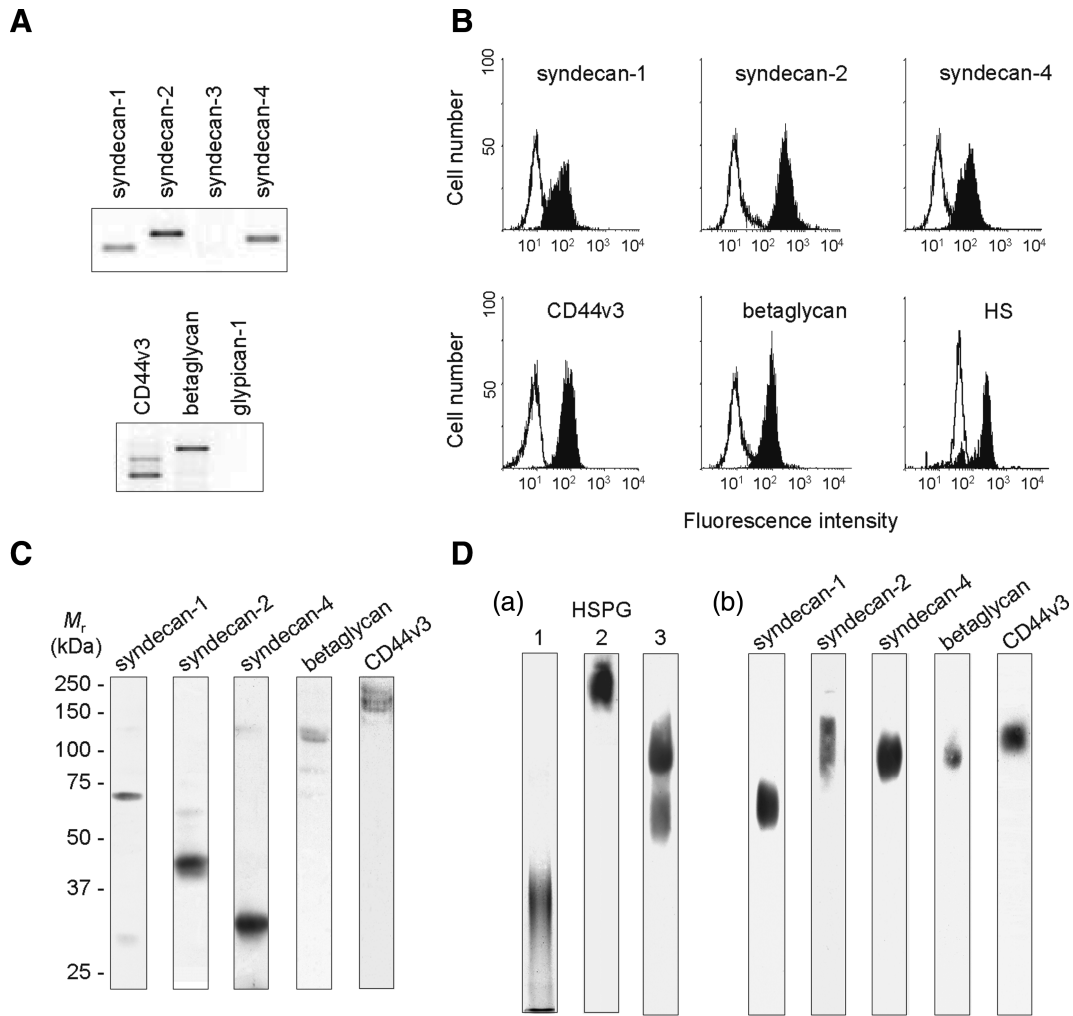 A
syndecan-1
syndecan-2
syndecan-3
syndecan-4
CD44v3
betaglycan
glypican-1
B
syndecan-1
syndecan-2
syndecan-4
Cell number
100
50
10¹ 10² 10³ 10⁴
10¹ 10² 10³ 10⁴
10¹ 10² 10³ 10⁴
CD44v3
betaglycan
HS
Cell number
100
50
10¹ 10² 10³ 10⁴
10¹ 10² 10³ 10⁴
10¹ 10² 10³ 10⁴
Fluorescence intensity
C
Mr
(kDa)
syndecan-1
syndecan-2
syndecan-4
betaglycan
CD44v3
250 -
150 -
100 -
75 -
50 -
37 -
25 -
D
(a)
HSPG
1 2 3
(b)
syndecan-1
syndecan-2
syndecan-4
betaglycan
CD44v3